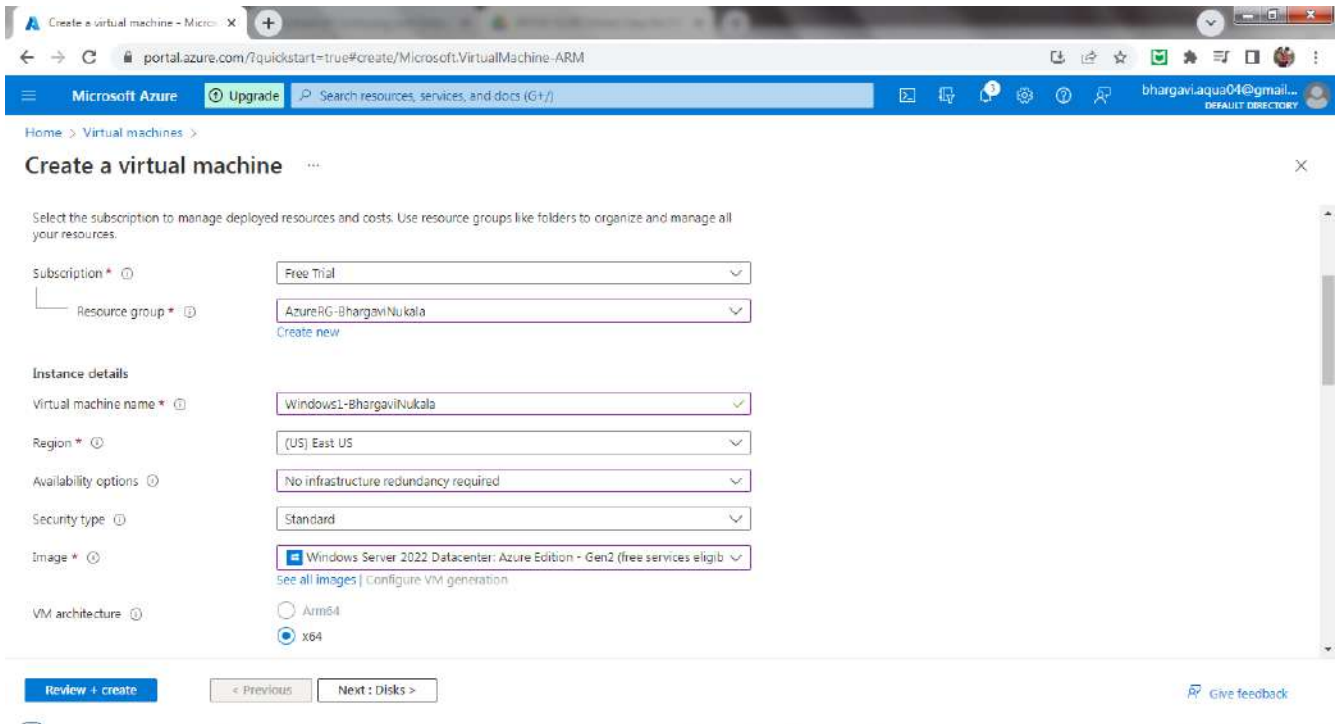 Create a virtual machine - Micro
portal.azure.com/?quickstart=true#create/Microsoft.VirtualMachine-ARM
Microsoft Azure
Upgrade
Search resources, services, and docs (G+/)
bhargavi.aqua04@gmail...
DEFAULT DIRECTORY
Home > Virtual machines >
Create a virtual machine ...
Select the subscription to manage deployed resources and costs. Use resource groups like folders to organize and manage all
your resources.
Subscription * Free Trial
Resource group * AzureRG-BhargaviNukala
Create new
Instance details
Virtual machine name * Windows1-BhargaviNukala
Region * (US) East US
Availability options No infrastructure redundancy required
Security type Standard
Image * Windows Server 2022 Datacenter: Azure Edition - Gen2 (free services eligib
See all images | Configure VM generation
VM architecture Arm64
x64
Review + create < Previous Next : Disks > Give feedback